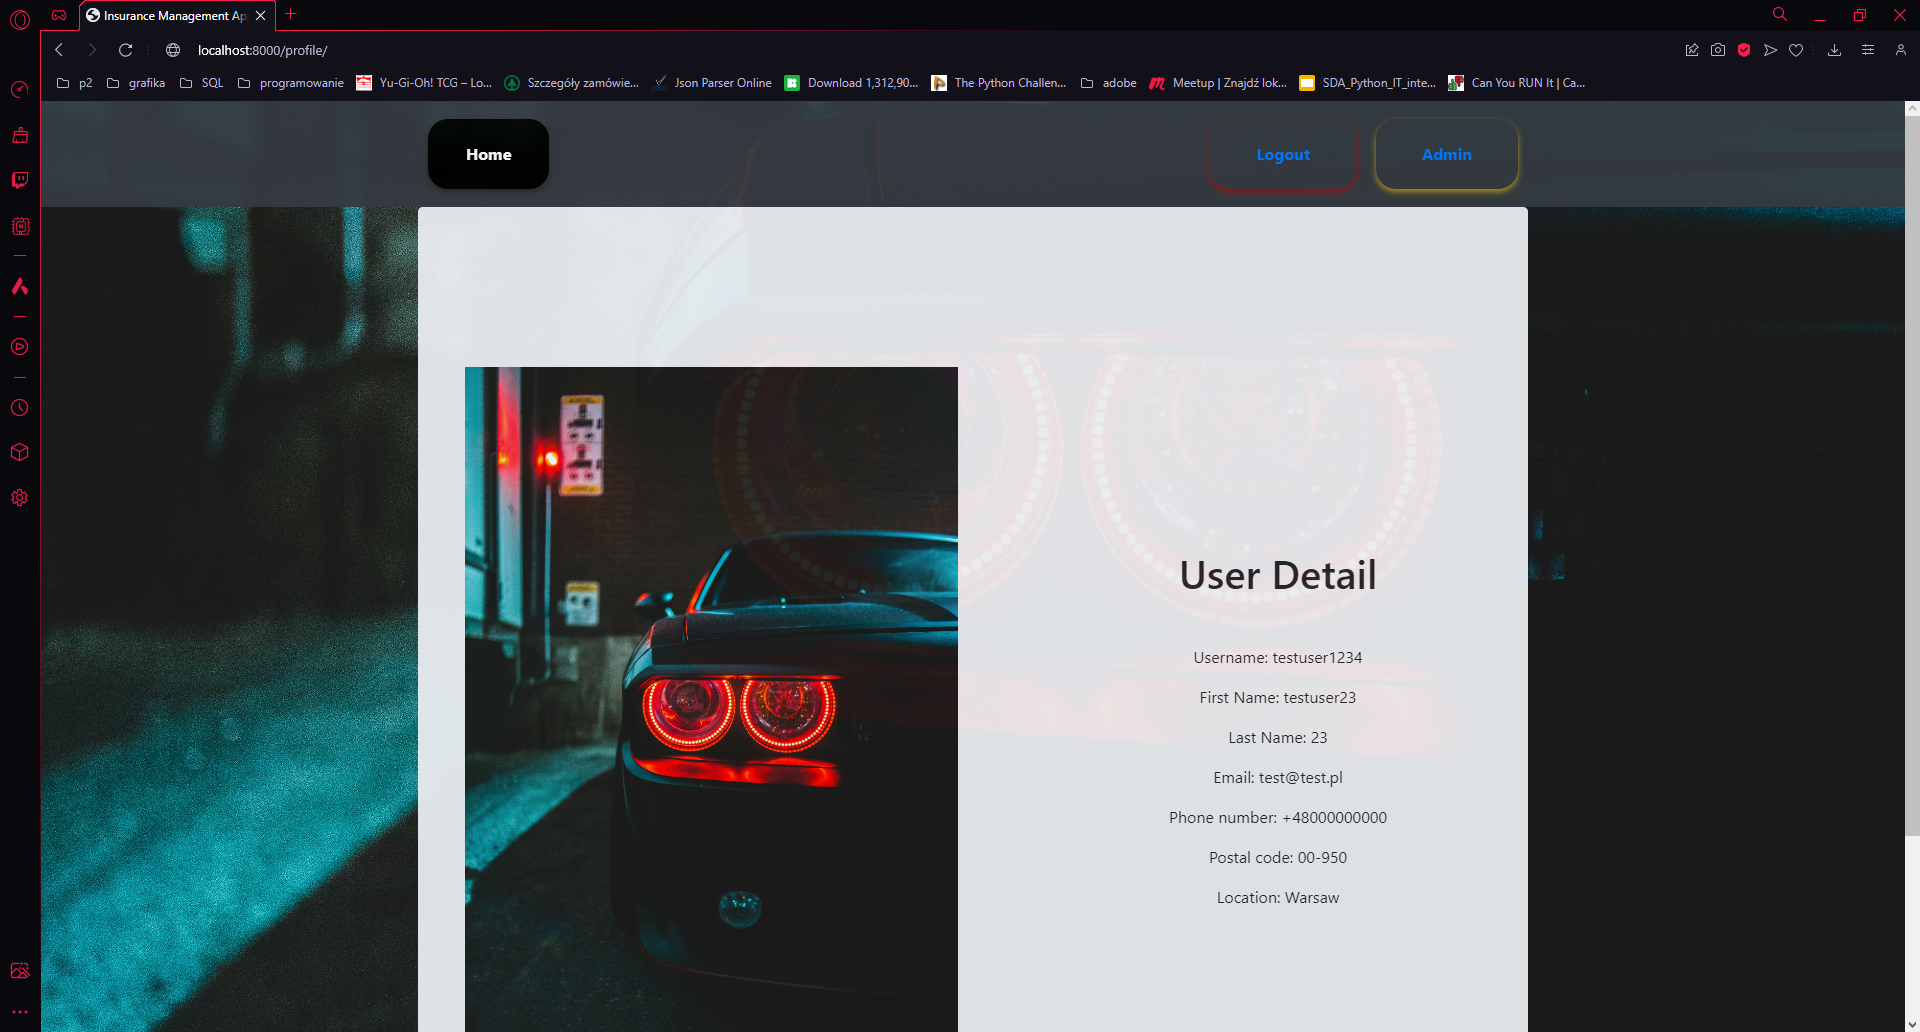 Insurance Management Ap
localhost:8000/profile/
p2 grafika SQL programowanie Yu-Gi-Oh! TCG – Lo... Szczegóły zamówie... Json Parser Online Download 1,312,90... The Python Challen... adobe Meetup | Znajdź lok... SDA_Python_IT_inte... Can You RUN It | Ca...
Home Logout Admin
User Detail
Username: testuser1234
First Name: testuser23
Last Name: 23
Email: test@test.pl
Phone number: +48000000000
Postal code: 00-950
Location: Warsaw